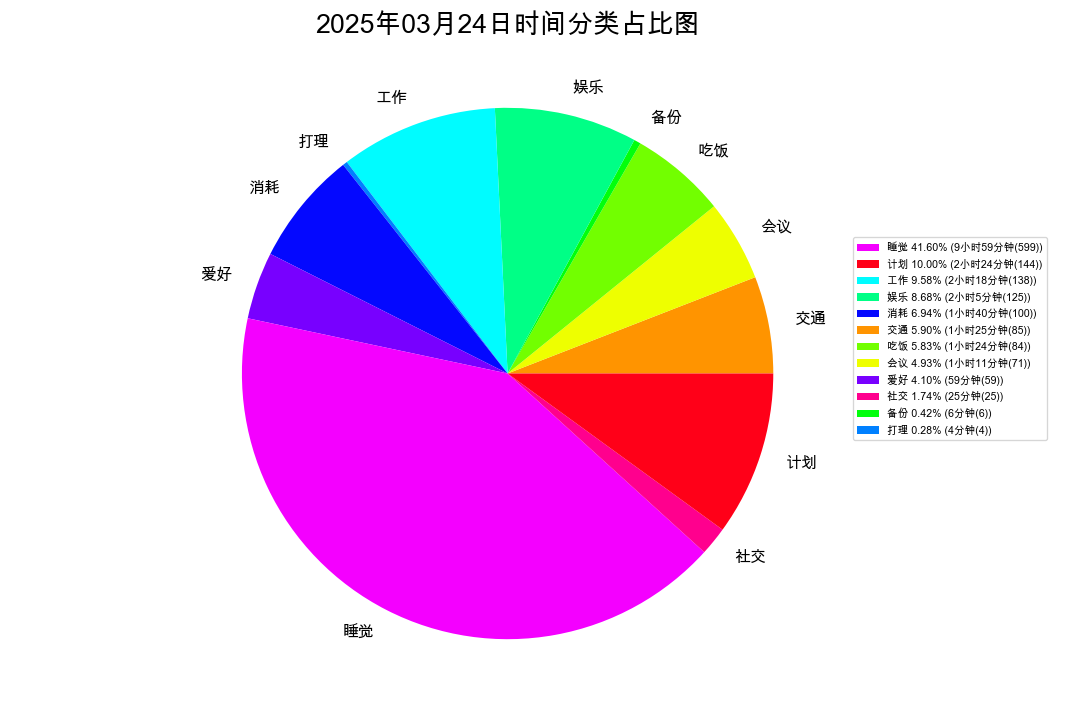 2025年03月24日时间分类占比图
娱乐
工作
备份
打理
吃饭
消耗
会议
爱好
交通
计划
社交
睡觉
睡觉 41.60% (9小时59分钟(599))
计划 10.00% (2小时24分钟(144))
工作 9.58% (2小时18分钟(138))
娱乐 8.68% (2小时5分钟(125))
消耗 6.94% (1小时40分钟(100))
交通 5.90% (1小时25分钟(85))
吃饭 5.83% (1小时24分钟(84))
会议 4.93% (1小时11分钟(71))
爱好 4.10% (59分钟(59))
社交 1.74% (25分钟(25))
备份 0.42% (6分钟(6))
打理 0.28% (4分钟(4))